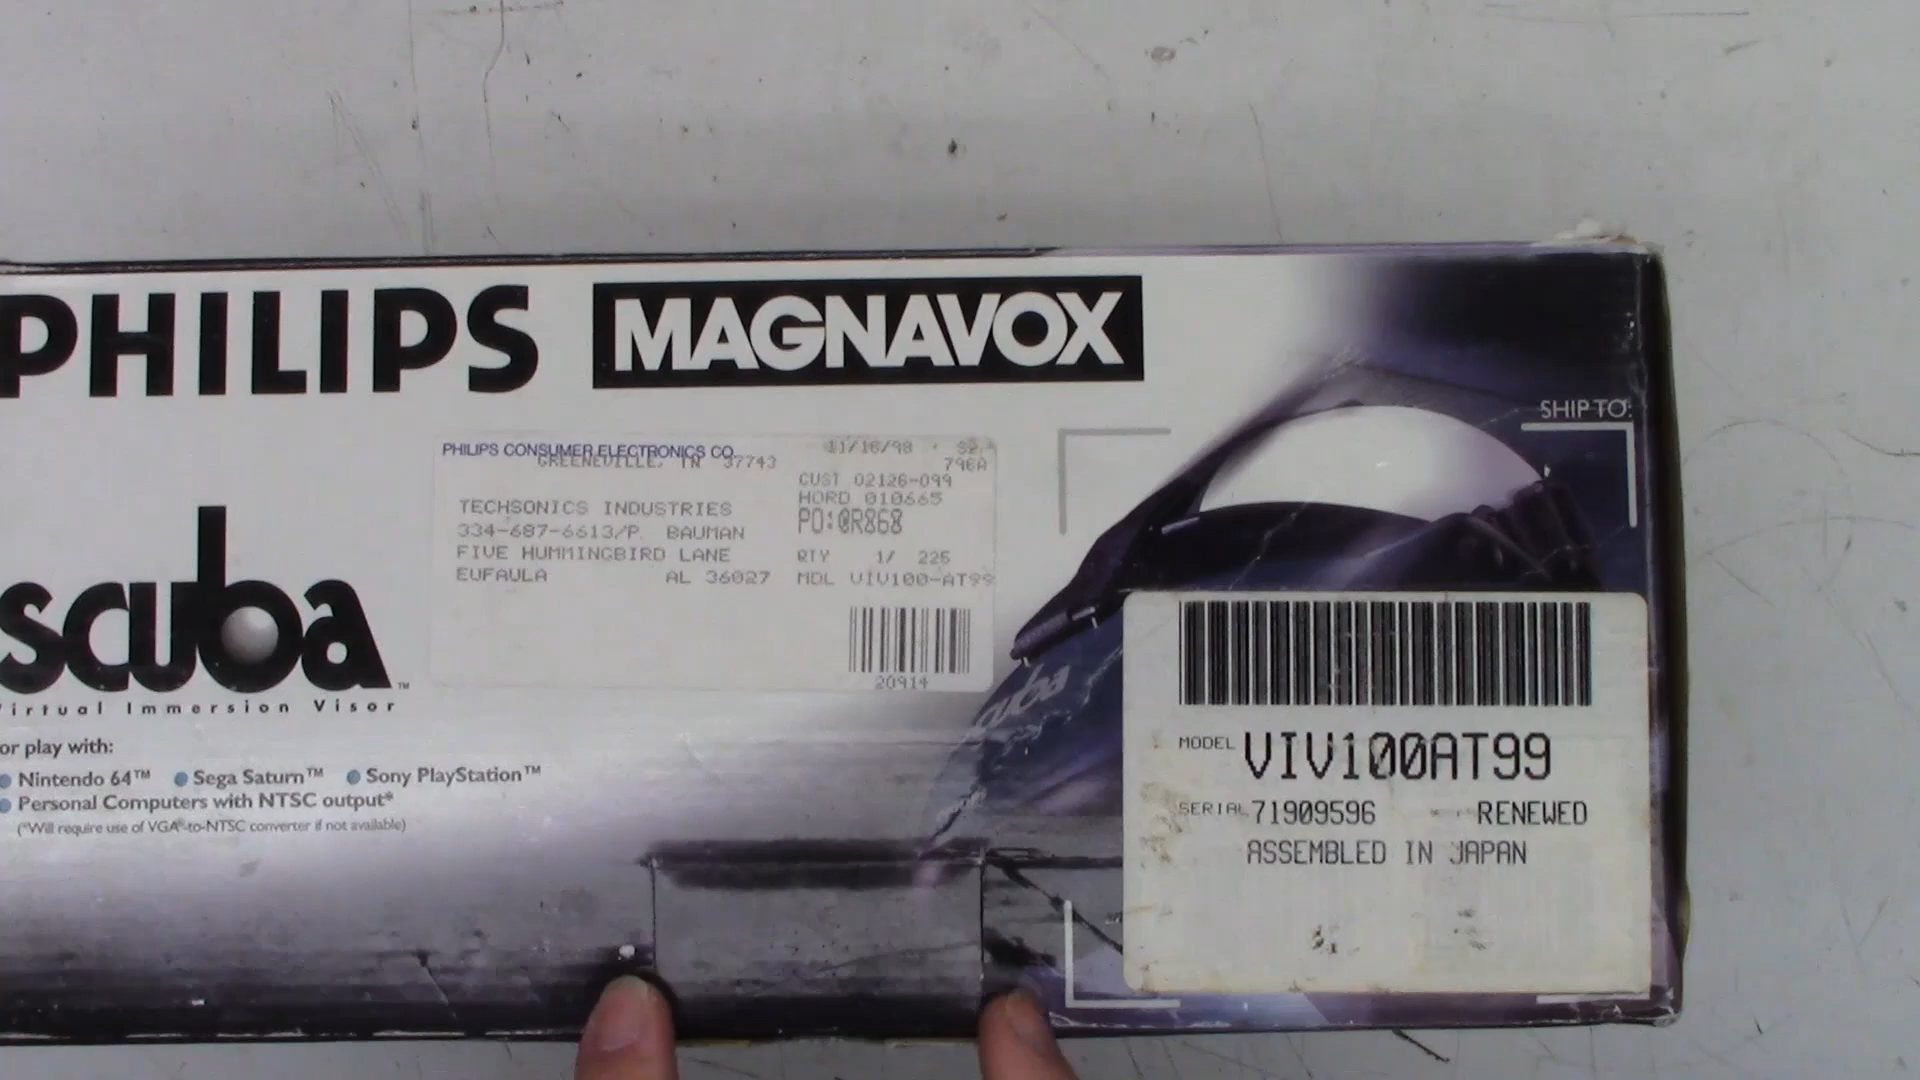 PHILIPS MAGNAVOX
SHIP TO:
PHILIPS CONSUMER ELECTRONICS CO.
GREENEVILLE, TN 37743
11/16/98
796A
CUST 02126-099
HORD 010665
PO:0R868
TECHSONICS INDUSTRIES
334-687-6613/P. BAUMAN
FIVE HUMMINGBIRD LANE
EUFAULA AL 36027
QTY 1/ 225
MDL VIV100-AT99
20914
scuba™
irtual Immersion Visor
or play with:
Nintendo 64™ Sega Saturn™ Sony PlayStation™
Personal Computers with NTSC output*
(*Will require use of VGA®-to-NTSC converter if not available)
scuba
MODEL VIV100AT99
SERIAL 71909596 RENEWED
ASSEMBLED IN JAPAN